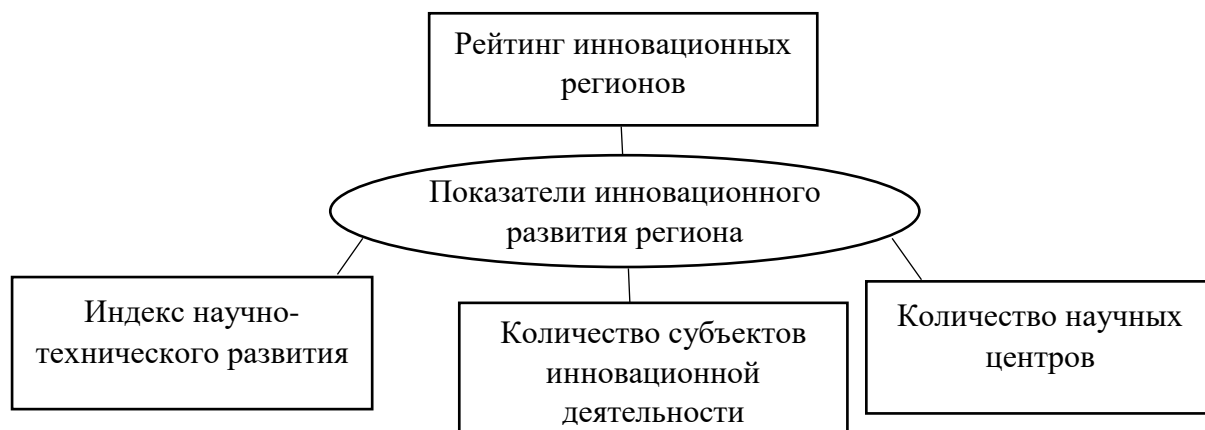 Рейтинг инновационных
регионов
Показатели инновационного
развития региона
Индекс научно-
технического развития
Количество субъектов
инновационной
деятельности
Количество научных
центров